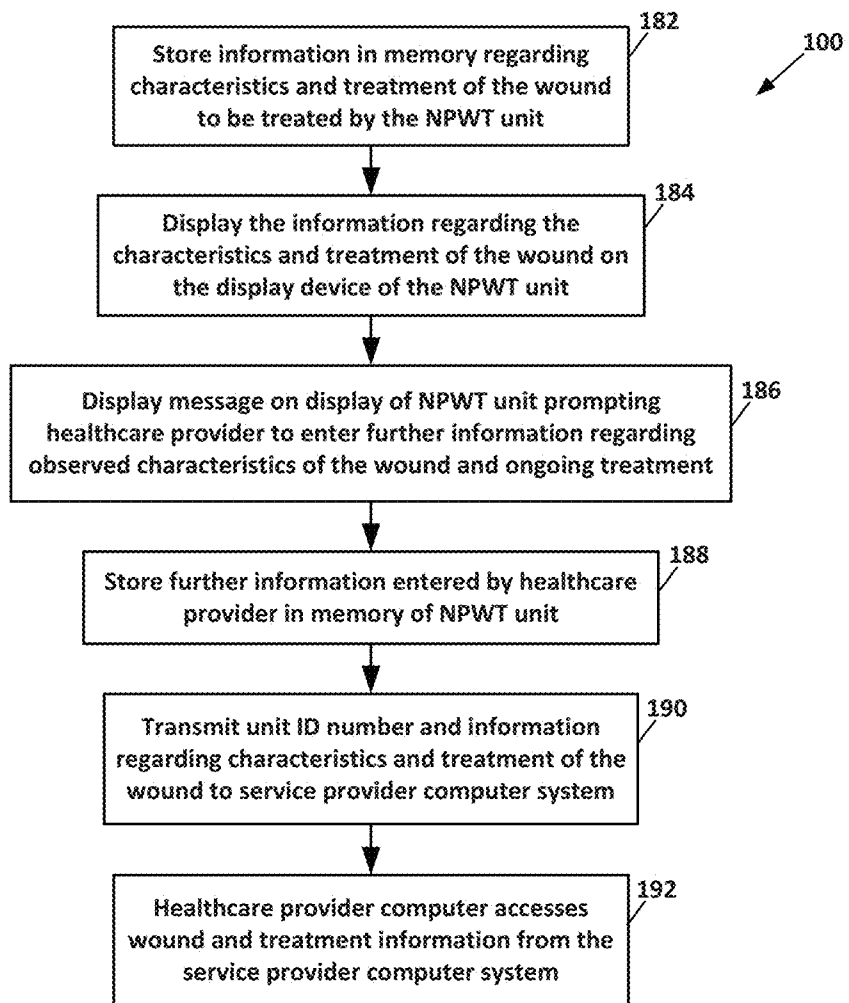 182
100
Store information in memory regarding
characteristics and treatment of the wound
to be treated by the NPWT unit
184
Display the information regarding the
characteristics and treatment of the wound on
the display device of the NPWT unit
186
Display message on display of NPWT unit prompting
healthcare provider to enter further information regarding
observed characteristics of the wound and ongoing treatment
188
Store further information entered by healthcare
provider in memory of NPWT unit
190
Transmit unit ID number and information
regarding characteristics and treatment of the
wound to service provider computer system
192
Healthcare provider computer accesses
wound and treatment information from the
service provider computer system